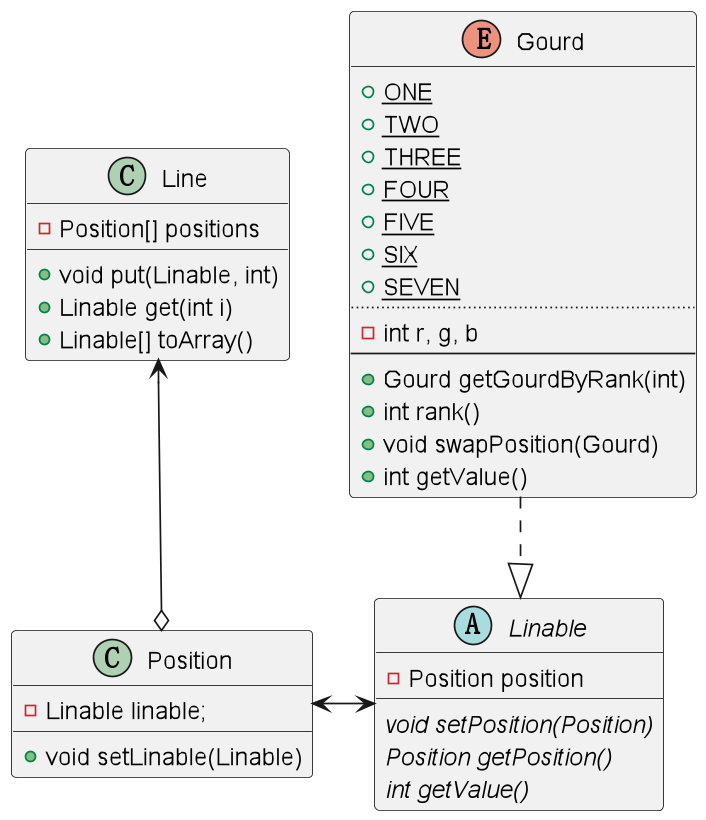 E Gourd
ONE
TWO
THREE
FOUR
FIVE
SIX
SEVEN
int r, g, b
Gourd getGourdByRank(int)
int rank()
void swapPosition(Gourd)
int getValue()
C Line
Position[] positions
void put(Linable, int)
Linable get(int i)
Linable[] toArray()
C Position
Linable linable;
void setLinable(Linable)
A Linable
Position position
void setPosition(Position)
Position getPosition()
int getValue()